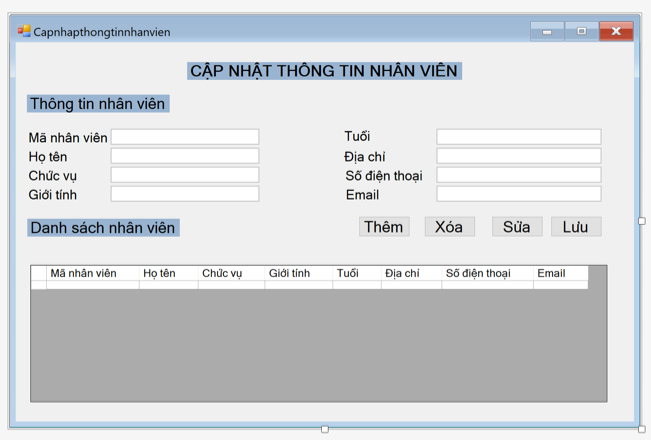 Capnhapthongtinnhanvien
CẬP NHẬT THÔNG TIN NHÂN VIÊN
Thông tin nhân viên
Mã nhân viên
Tuổi
Họ tên
Địa chỉ
Chức vụ
Số điện thoại
Giới tính
Email
Danh sách nhân viên
Thêm Xóa Sửa Lưu
Mã nhân viên Họ tên Chức vụ Giới tính Tuổi Địa chỉ Số điện thoại Email